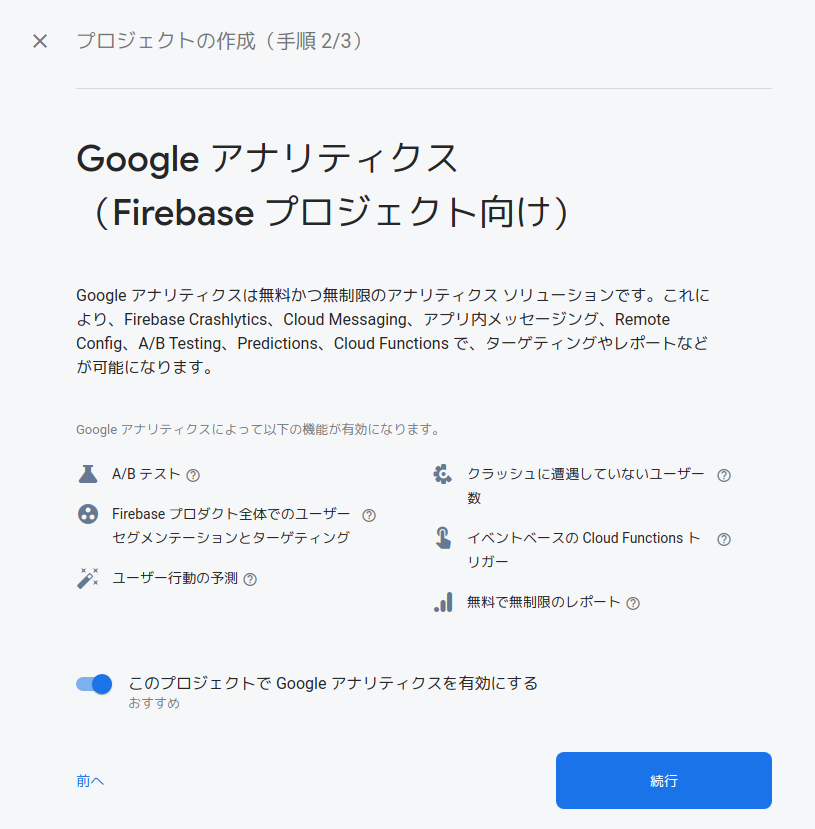 プロジェクトの作成（手順 2/3）
Google アナリティクス
（Firebase プロジェクト向け）
Google アナリティクスは無料かつ無制限のアナリティクス ソリューションです。これに
より、Firebase Crashlytics、Cloud Messaging、アプリ内メッセージング、Remote
Config、A/B Testing、Predictions、Cloud Functions で、ターゲティングやレポートなど
が可能になります。
Google アナリティクスによって以下の機能が有効になります。
A/B テスト
Firebase プロダクト全体でのユーザー
セグメンテーションとターゲティング
ユーザー行動の予測
クラッシュに遭遇していないユーザー
数
イベントベースの Cloud Functions ト
リガー
無料で無制限のレポート
このプロジェクトで Google アナリティクスを有効にする
おすすめ
前へ
続行